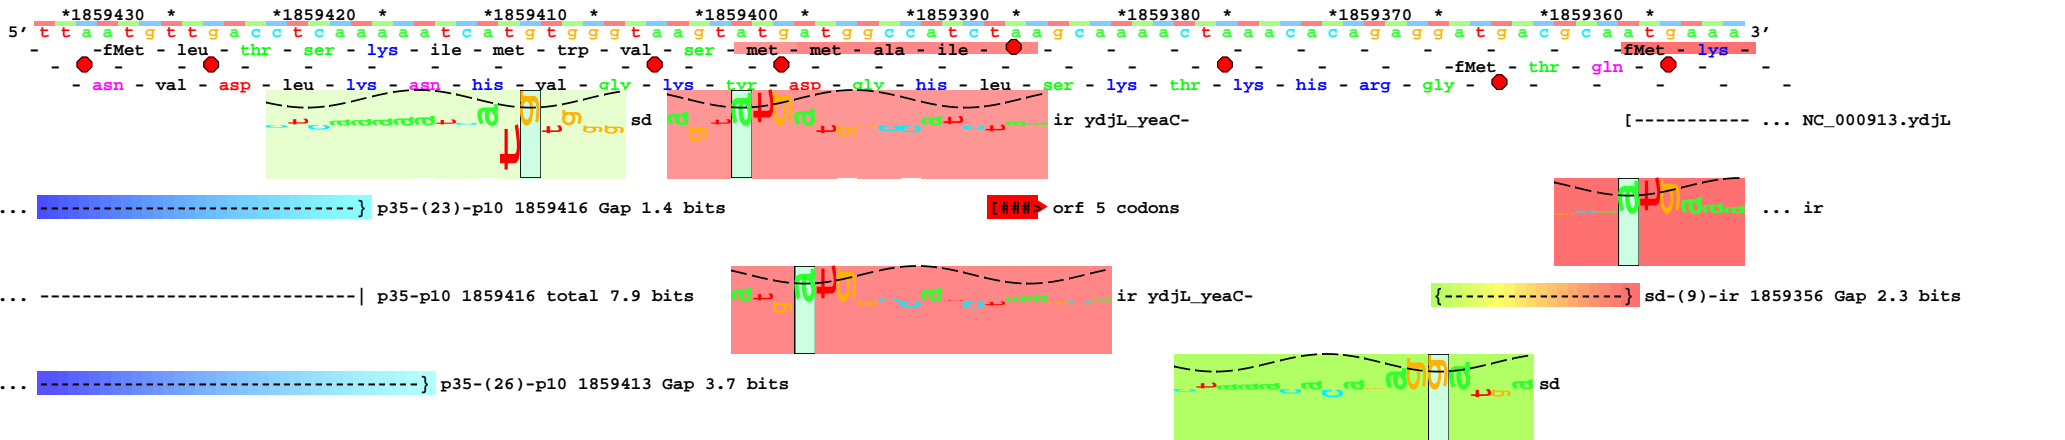 *1859430 * *1859420 * *1859410 * *1859400 * *1859390 * *1859380 * *1859370 * *1859360 *
5' t t a a t g t t g a c c t c a a a a a t c a t g t g g g t a a g t a t g a t g g c c a t c t a a g c a a a a c t a a a c a c a g a g g a t g a c g c a a t g a a a 3'
- -fMet - leu - thr - ser - lys - ile - met - trp - val - ser - met - met - ala - ile - - - - - - - - - - -fMet - lys -
- - - - - - - - - - - - - - - - - - - - - - -fMet - thr - gln - - -
- asn - val - asp - leu - lys - asn - his - val - gly - lys - tyr - asp - gly - his - leu - ser - lys - thr - lys - his - arg - gly - - - - - -
sd ir ydjL_yeaC- [----------- ... NC_000913.ydjL
... ------------------------------} p35-(23)-p10 1859416 Gap 1.4 bits [###> orf 5 codons ... ir
... ------------------------------| p35-p10 1859416 total 7.9 bits ir ydjL_yeaC- {------------------} sd-(9)-ir 1859356 Gap 2.3 bits
... ------------------------------------} p35-(26)-p10 1859413 Gap 3.7 bits sd